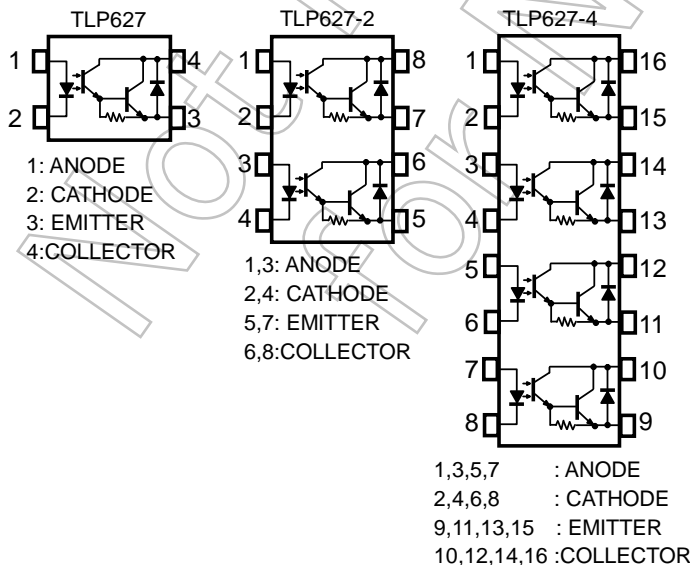 TLP627
1
2
4
3
1: ANODE
2: CATHODE
3: EMITTER
4:COLLECTOR
TLP627-2
1
2
3
4
8
7
6
5
1,3: ANODE
2,4: CATHODE
5,7: EMITTER
6,8:COLLECTOR
TLP627-4
1
2
3
4
5
6
7
8
16
15
14
13
12
11
10
9
1,3,5,7 : ANODE
2,4,6,8 : CATHODE
9,11,13,15 : EMITTER
10,12,14,16 :COLLECTOR
Not
for